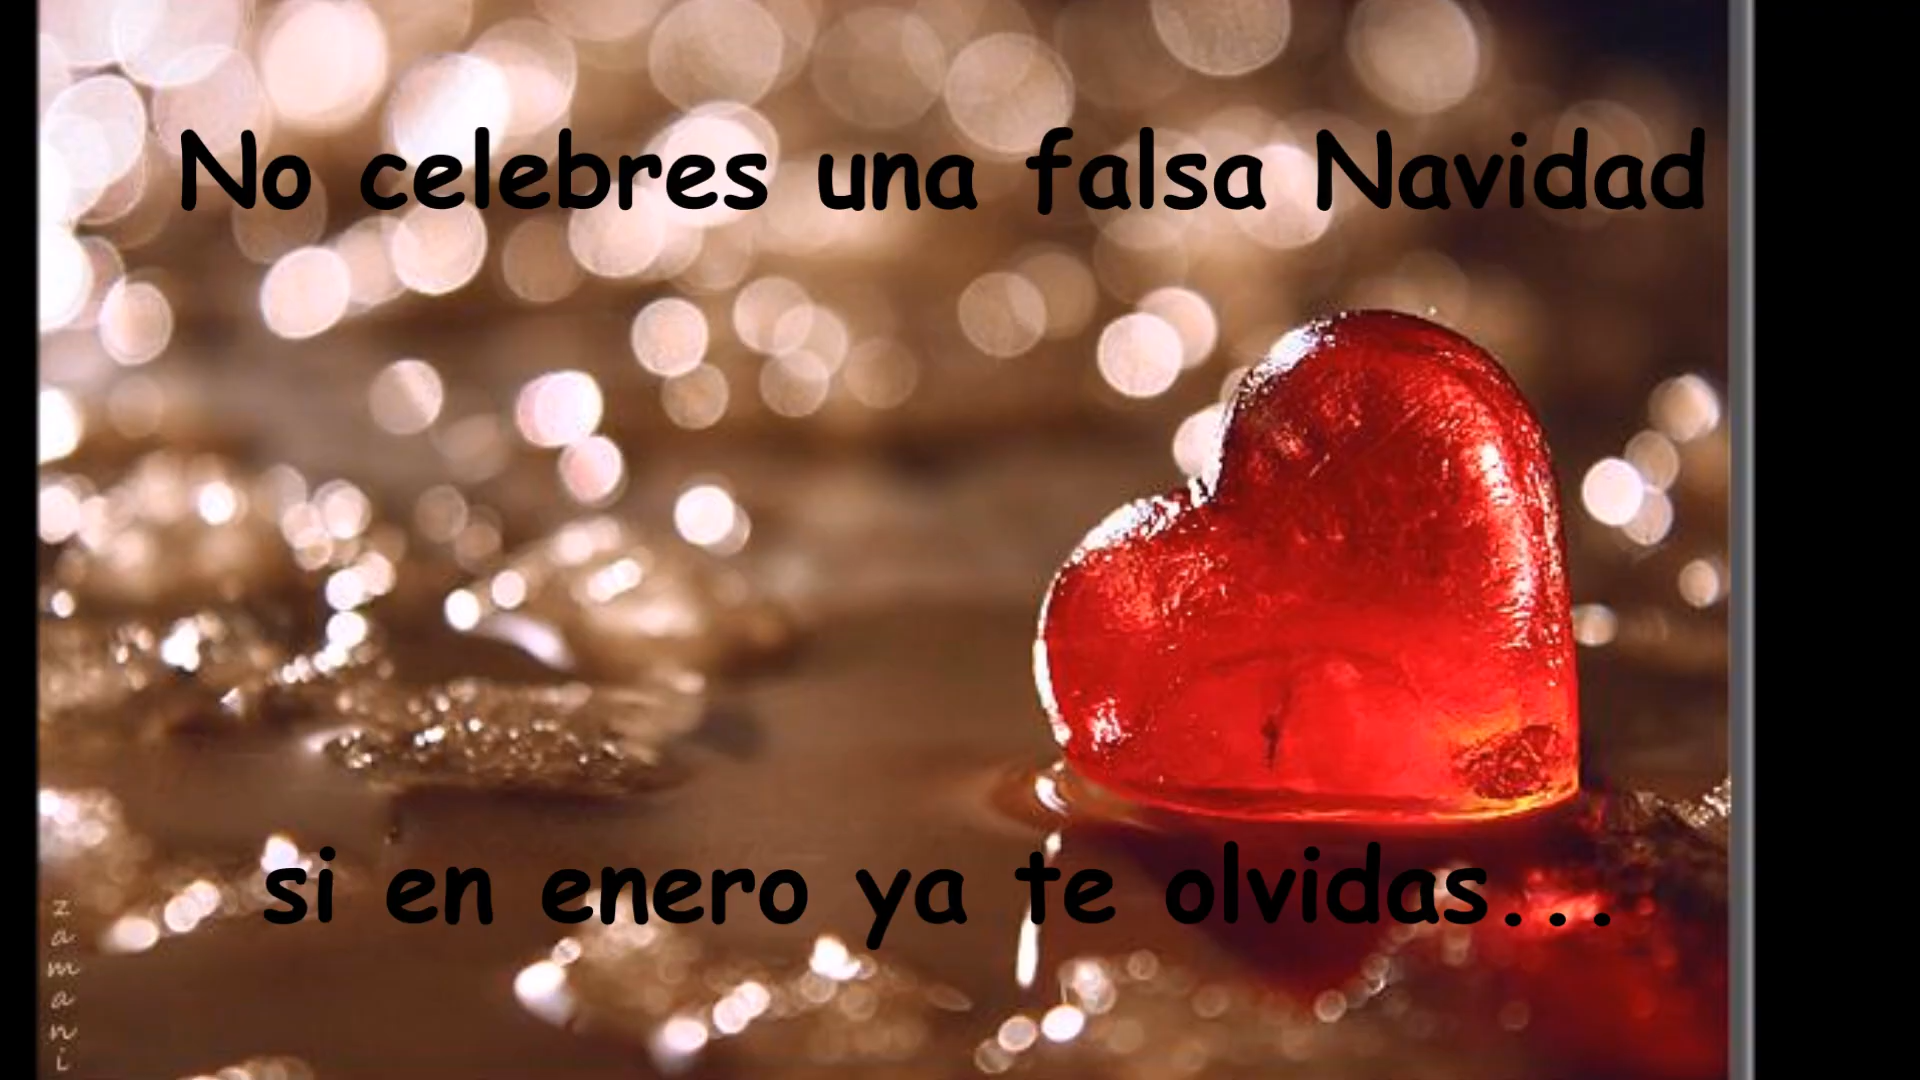 No celebres una falsa Navidad
si en enero ya te olvidas...
zamani